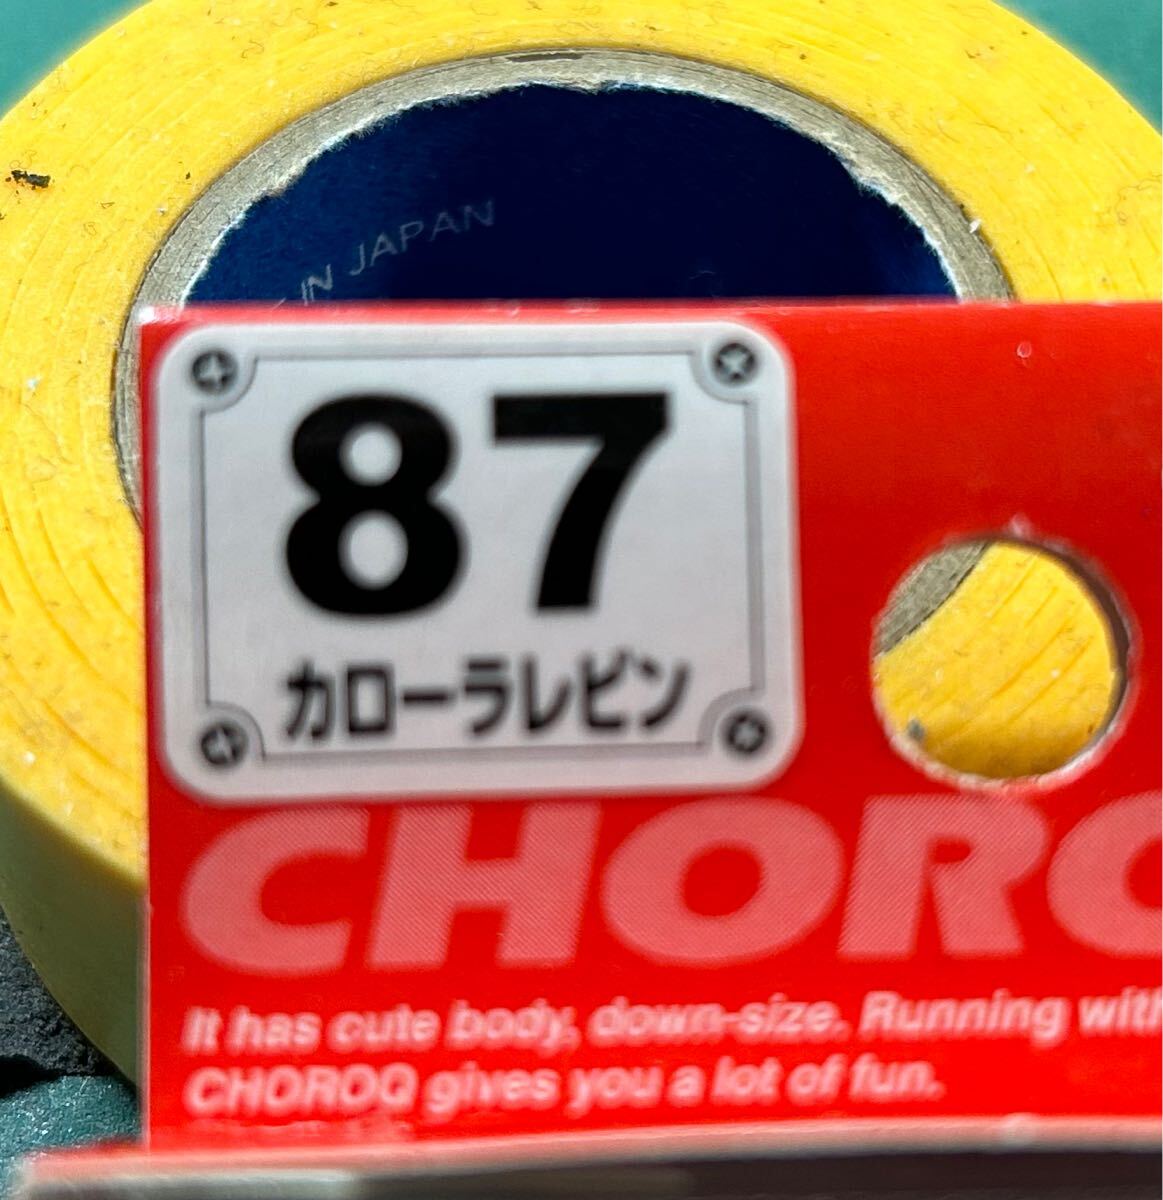 IN JAPAN
87
カローラレビン
CHORO
It has cute body, down-size. Running with
CHOROQ gives you a lot of fun.